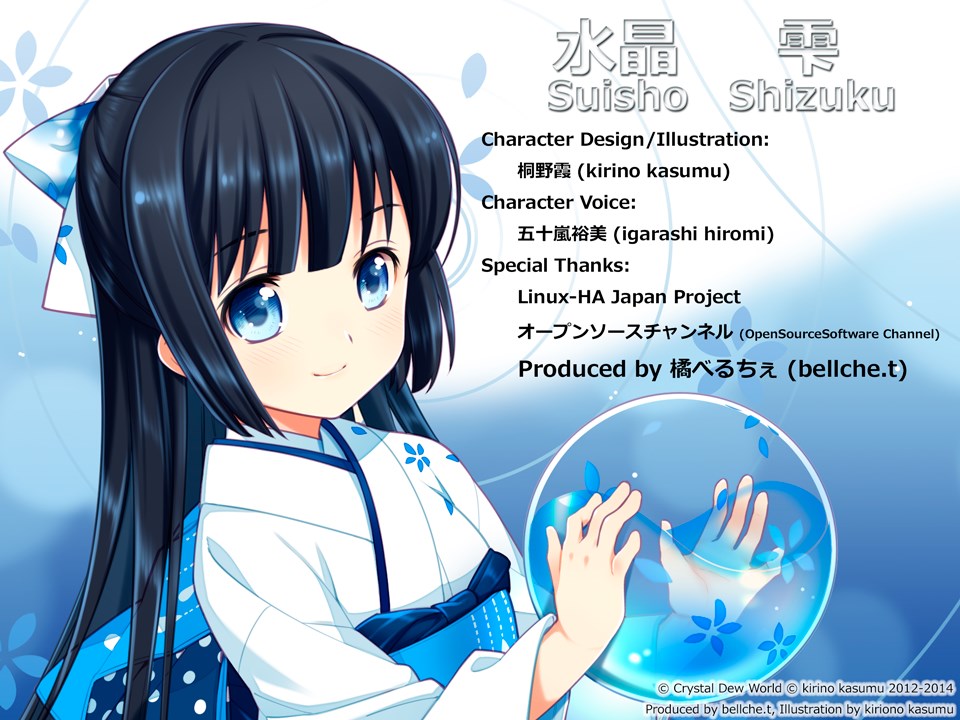 水晶 雫
Suisho Shizuku
Character Design/Illustration:
桐野霞 (kirino kasumu)
Character Voice:
五十嵐裕美 (igarashi hiromi)
Special Thanks:
Linux-HA Japan Project
オープンソースチャンネル (OpenSourceSoftware Channel)
Produced by 橘べるちぇ (bellche.t)
© Crystal Dew World © kirino kasumu 2012-2014
Produced by bellche.t, Illustration by kiriono kasumu